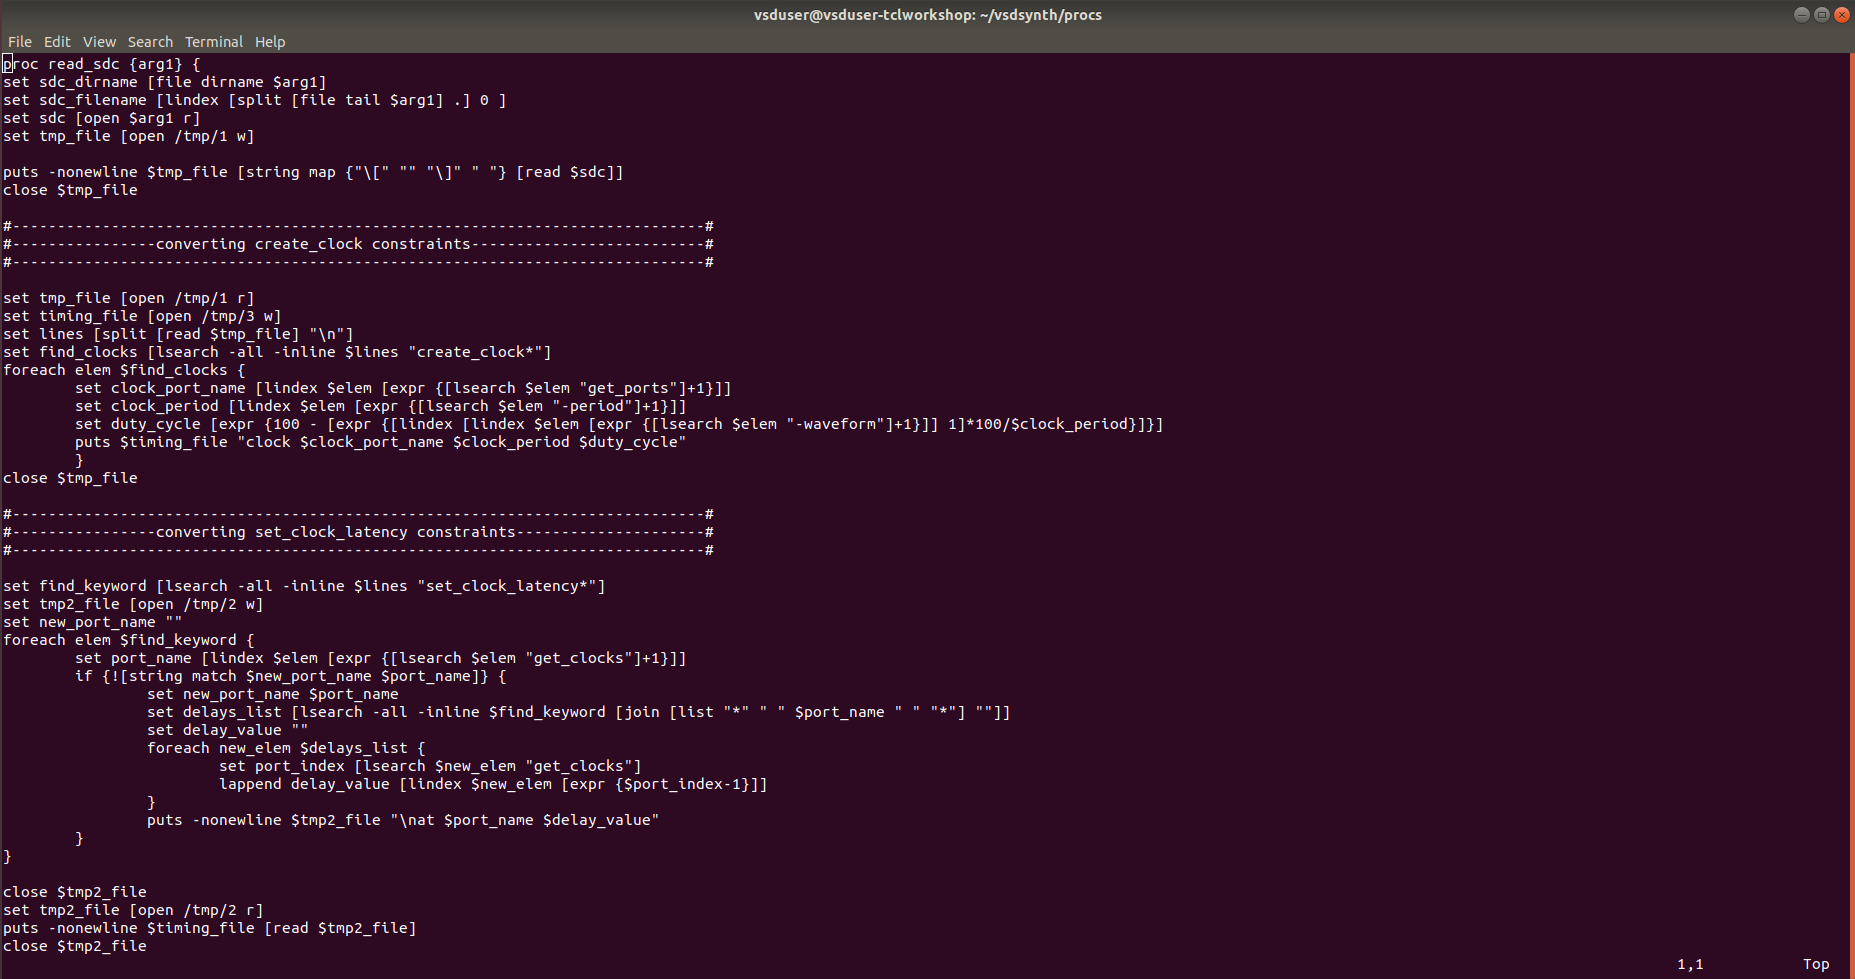 vsduser@vsduser-tclworkshop: ~/vsdsynth/procs
File Edit View Search Terminal Help
proc read_sdc {arg1} {
set sdc_dirname [file dirname $arg1]
set sdc_filename [lindex [split [file tail $arg1] .] 0 ]
set sdc [open $arg1 r]
set tmp_file [open /tmp/1 w]

puts -nonewline $tmp_file [string map {"\[" "" "\]" " "} [read $sdc]]
close $tmp_file

#-----------------------------------------------------------------------------#
#----------------converting create_clock constraints--------------------------#
#-----------------------------------------------------------------------------#

set tmp_file [open /tmp/1 r]
set timing_file [open /tmp/3 w]
set lines [split [read $tmp_file] "\n"]
set find_clocks [lsearch -all -inline $lines "create_clock*"]
foreach elem $find_clocks {
        set clock_port_name [lindex $elem [expr {[lsearch $elem "get_ports"]+1}]]
        set clock_period [lindex $elem [expr {[lsearch $elem "-period"]+1}]]
        set duty_cycle [expr {100 - [expr {[lindex [lindex $elem [expr {[lsearch $elem "-waveform"]+1}]] 1]*100/$clock_period}]}]
        puts $timing_file "clock $clock_port_name $clock_period $duty_cycle"
        }
close $tmp_file

#-----------------------------------------------------------------------------#
#----------------converting set_clock_latency constraints---------------------#
#-----------------------------------------------------------------------------#

set find_keyword [lsearch -all -inline $lines "set_clock_latency*"]
set tmp2_file [open /tmp/2 w]
set new_port_name ""
foreach elem $find_keyword {
        set port_name [lindex $elem [expr {[lsearch $elem "get_clocks"]+1}]]
        if {![string match $new_port_name $port_name]} {
                set new_port_name $port_name
                set delays_list [lsearch -all -inline $find_keyword [join [list "*" " " $port_name " " "*"] ""]]
                set delay_value ""
                foreach new_elem $delays_list {
                        set port_index [lsearch $new_elem "get_clocks"]
                        lappend delay_value [lindex $new_elem [expr {$port_index-1}]]
                }
                puts -nonewline $tmp2_file "\nat $port_name $delay_value"
        }
}

close $tmp2_file
set tmp2_file [open /tmp/2 r]
puts -nonewline $timing_file [read $tmp2_file]
close $tmp2_file
1,1 Top